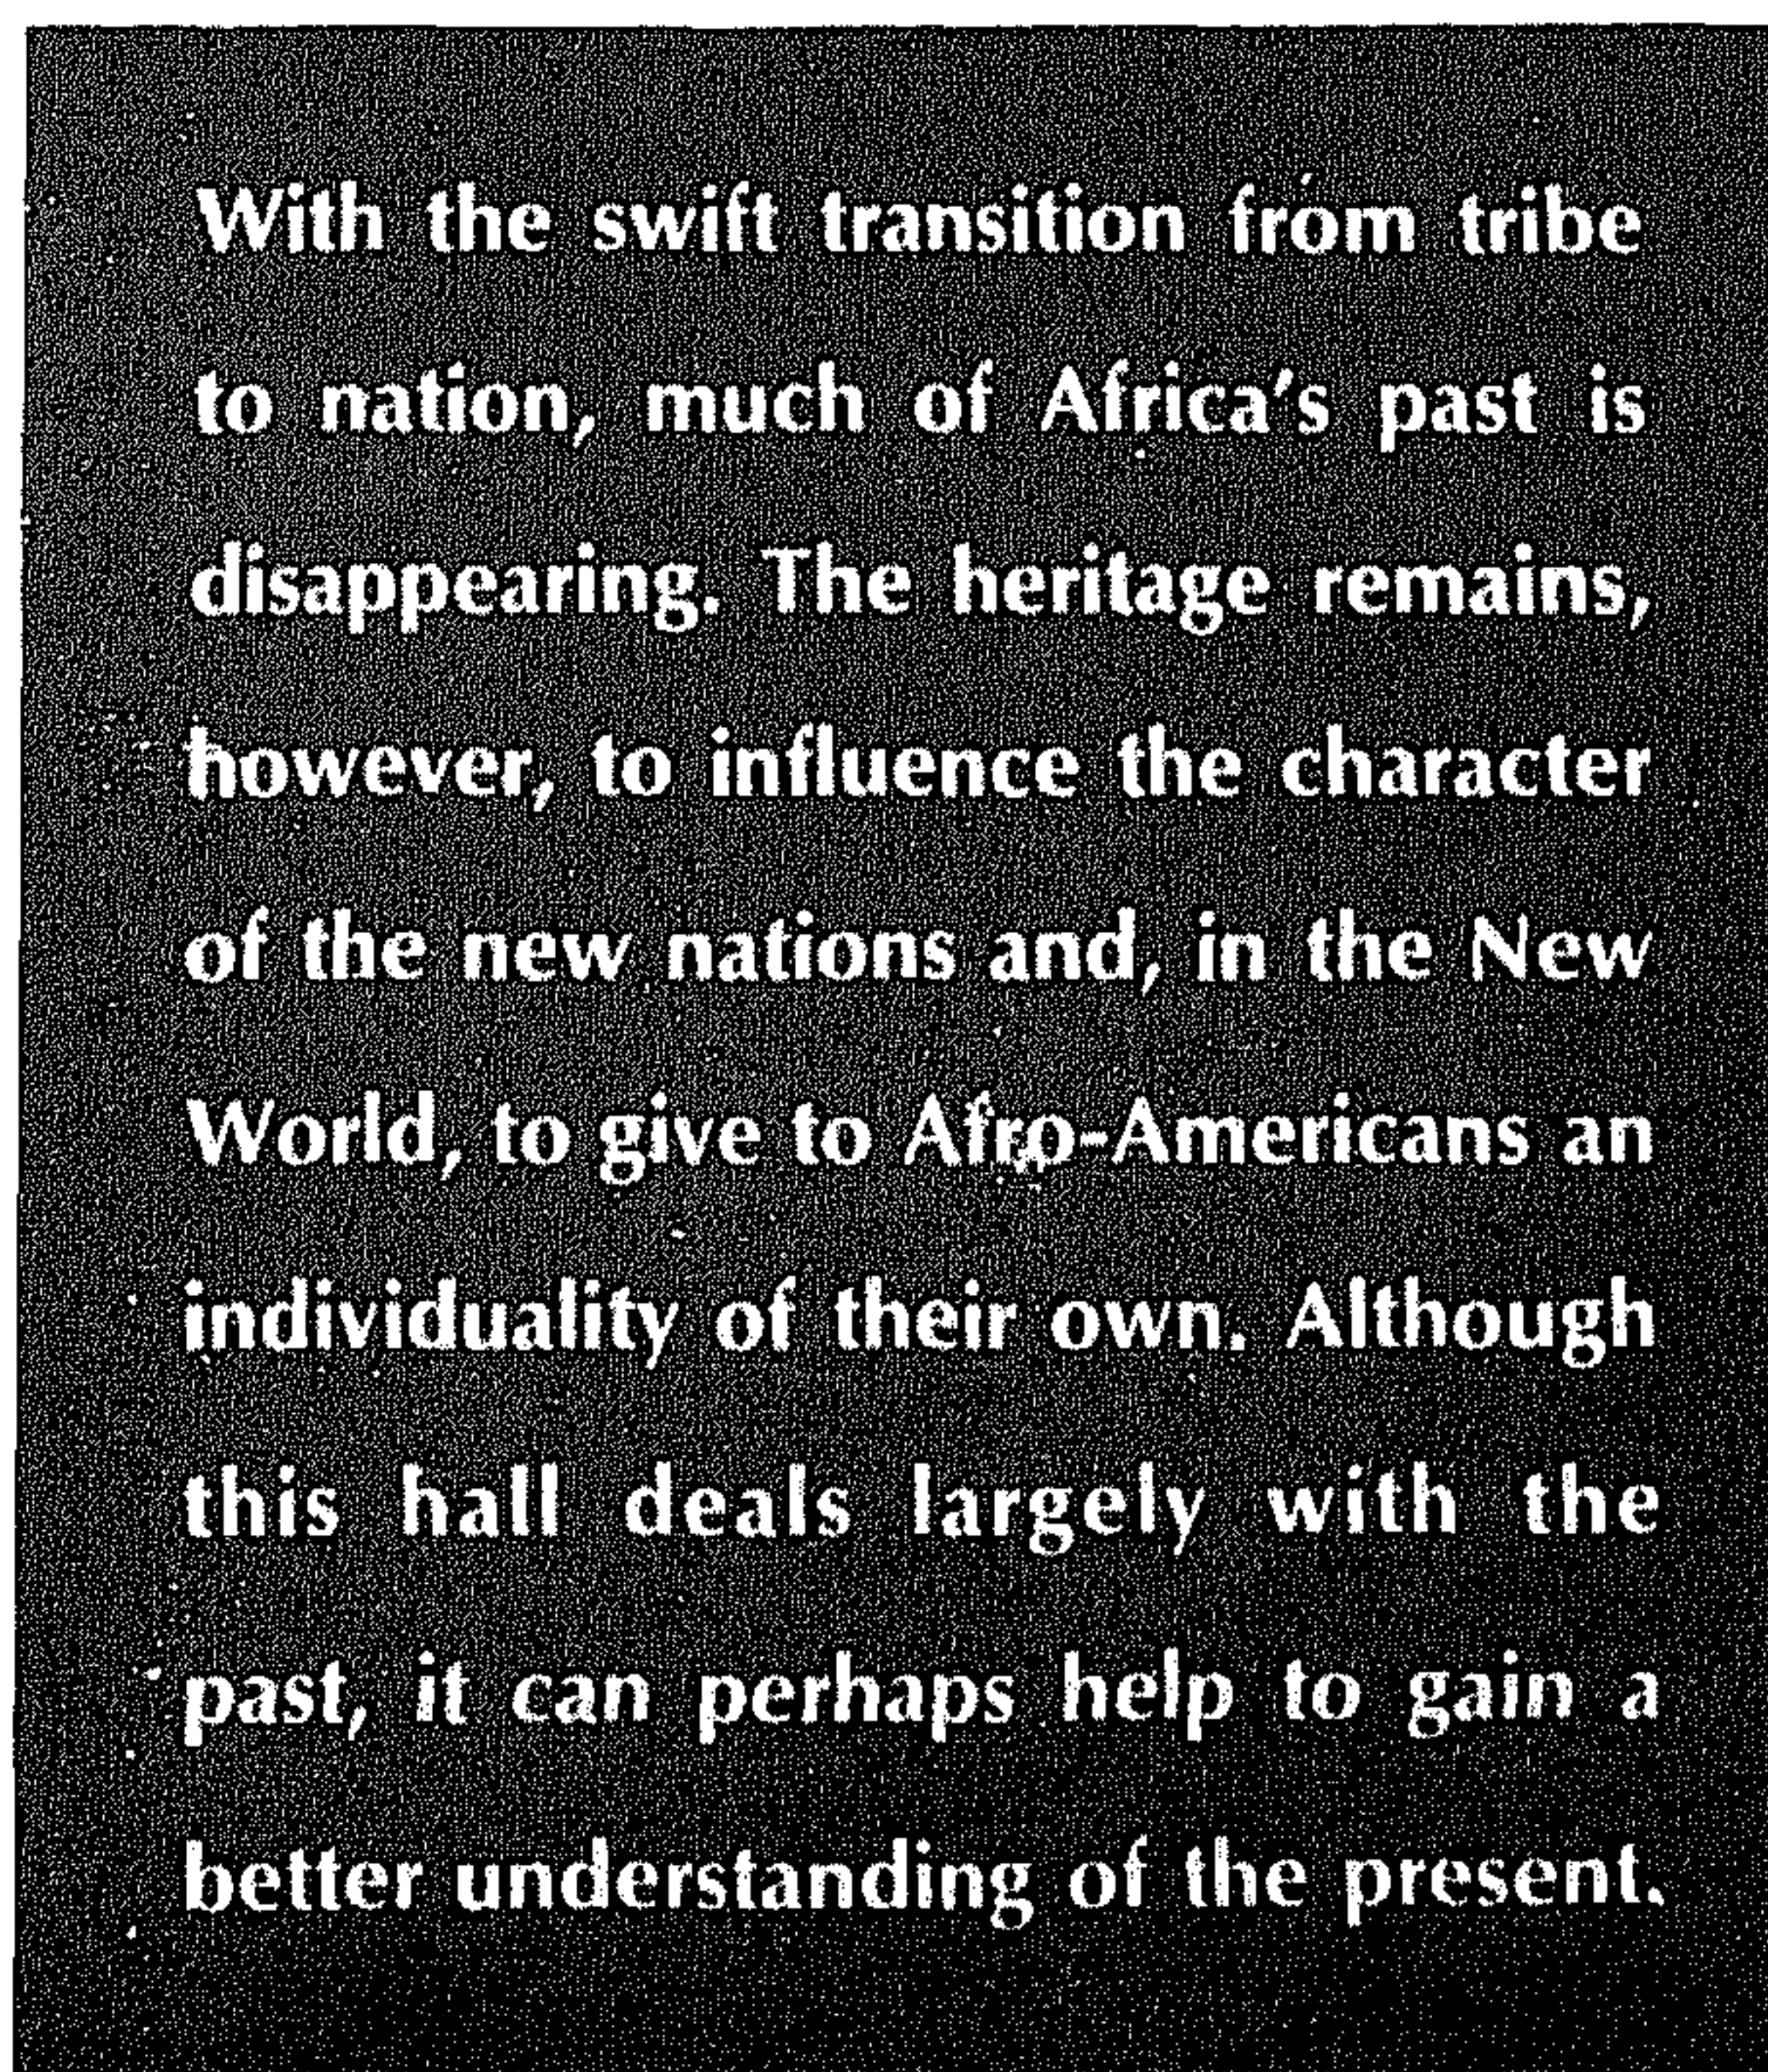 With the swift transition from tribe
to nation, much of Africa's past is
disappearing. The heritage remains,
however, to influence the character
of the new nations and, in the New
World, to give to Afro-Americans an
individuality of their own. Although
this hall deals largely with the
past, it can perhaps help to gain a
better understanding of the present.